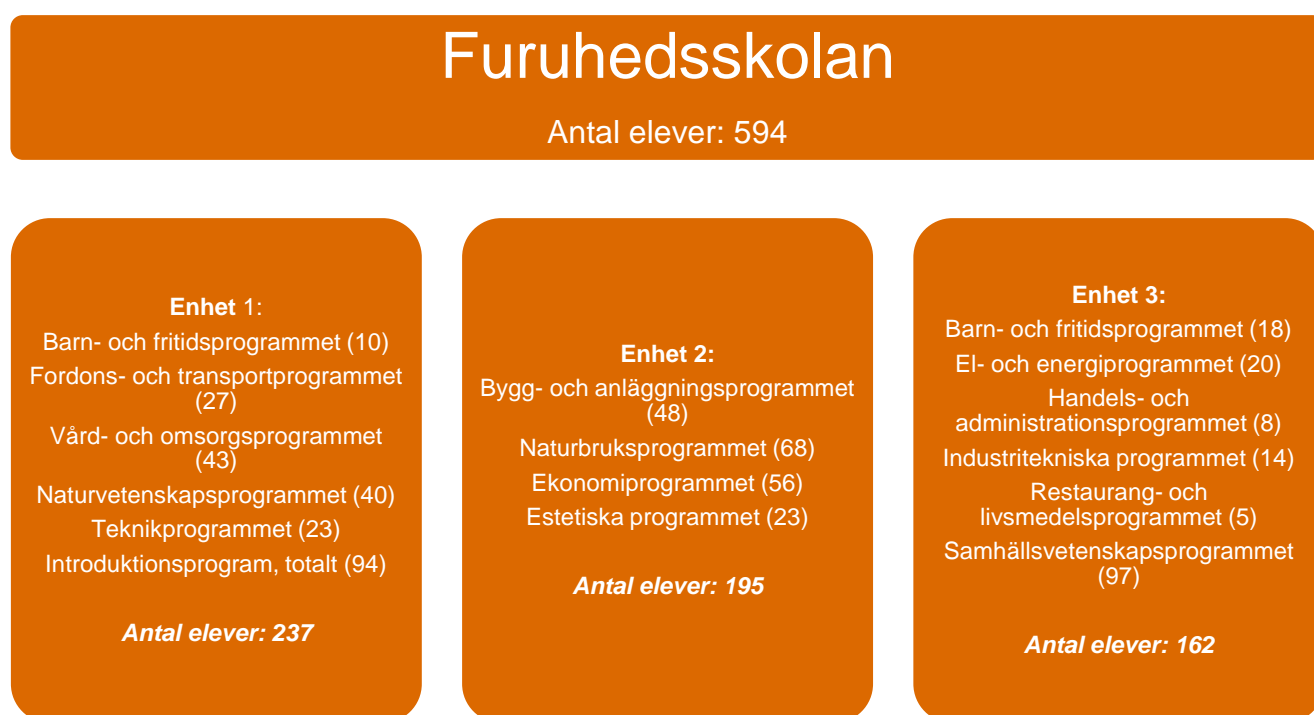 Furuhedsskolan
Antal elever: 594
Enhet 1:
Barn- och fritidsprogrammet (10)
Fordons- och transportprogrammet
(27)
Vård- och omsorgsprogrammet
(43)
Naturvetenskapsprogrammet (40)
Teknikprogrammet (23)
Introduktionsprogram, totalt (94)
Antal elever: 237
Enhet 2:
Bygg- och anläggningsprogrammet
(48)
Naturbruksprogrammet (68)
Ekonomiprogrammet (56)
Estetiska programmet (23)
Antal elever: 195
Enhet 3:
Barn- och fritidsprogrammet (18)
El- och energiprogrammet (20)
Handels- och
administrationsprogrammet (8)
Industritekniska programmet (14)
Restaurang- och
livsmedelsprogrammet (5)
Samhällsvetenskapsprogrammet
(97)
Antal elever: 162